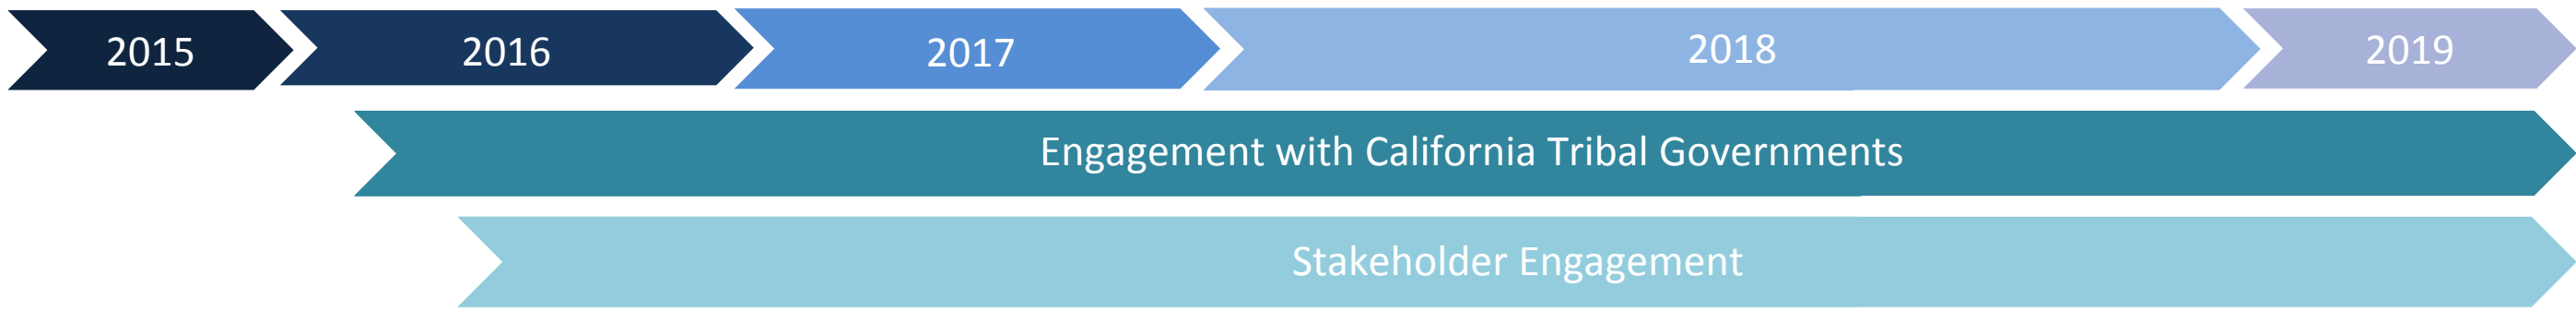 2015 2016 2017 2018 2019
Engagement with California Tribal Governments
Stakeholder Engagement